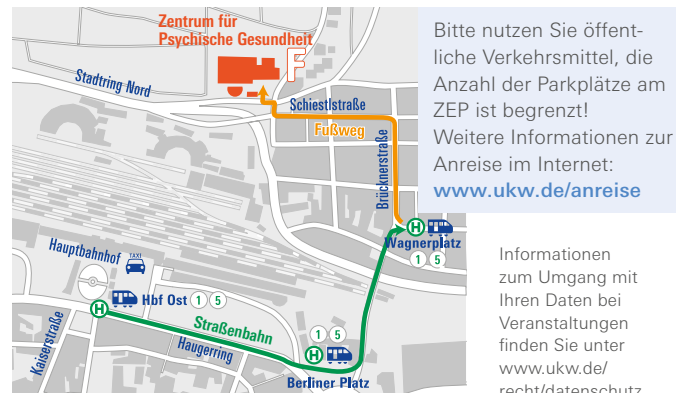 Zentrum für
Psychische Gesundheit
F
Stadtring Nord
Schiestlstraße
Fußweg
Brücknerstraße
H
Wagnerplatz
1 5
Hauptbahnhof
TAXI
H
Hbf Ost 1 5
Straßenbahn
Haugerring
Kaiserstraße
1 5
H
Berliner Platz
Bitte nutzen Sie öffent-
liche Verkehrsmittel, die
Anzahl der Parkplätze am
ZEP ist begrenzt!
Weitere Informationen zur
Anreise im Internet:
www.ukw.de/anreise
Informationen
zum Umgang mit
Ihren Daten bei
Veranstaltungen
finden Sie unter
www.ukw.de/
recht/datenschutz